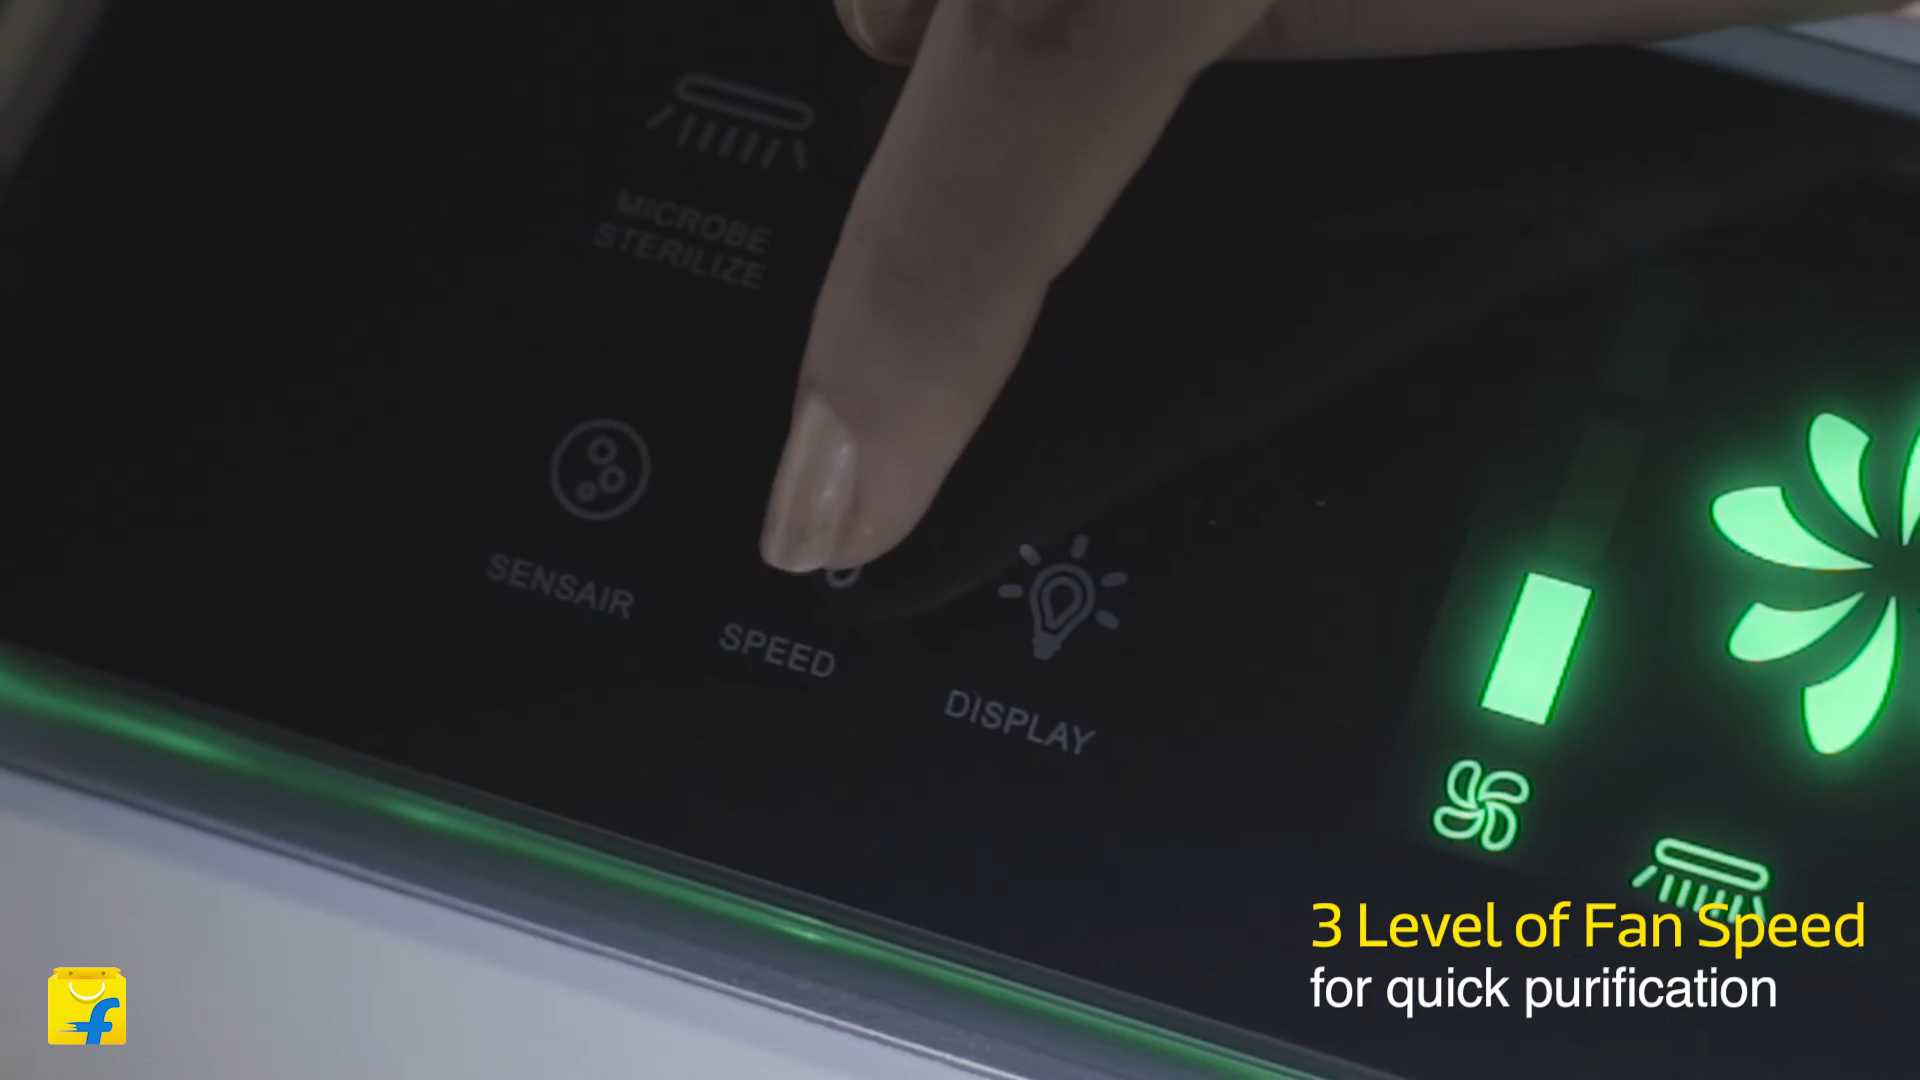 MICROBE
STERILIZE
SENSAIR
SPEED
DISPLAY
3 Level of Fan Speed
for quick purification